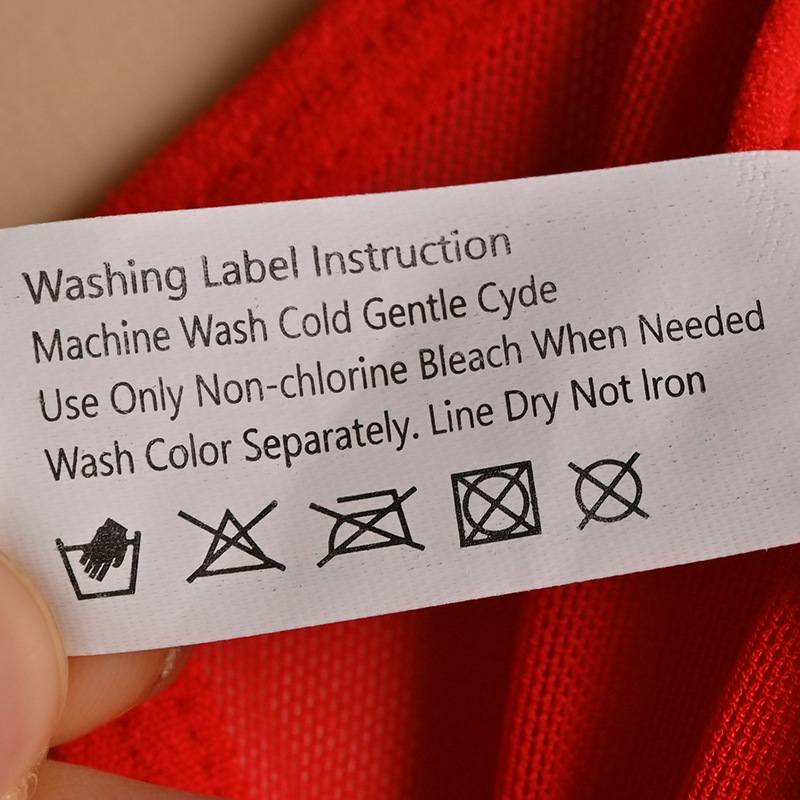 Washing Label Instruction
Machine Wash Cold Gentle Cyde
Use Only Non-chlorine Bleach When Needed
Wash Color Separately. Line Dry Not Iron